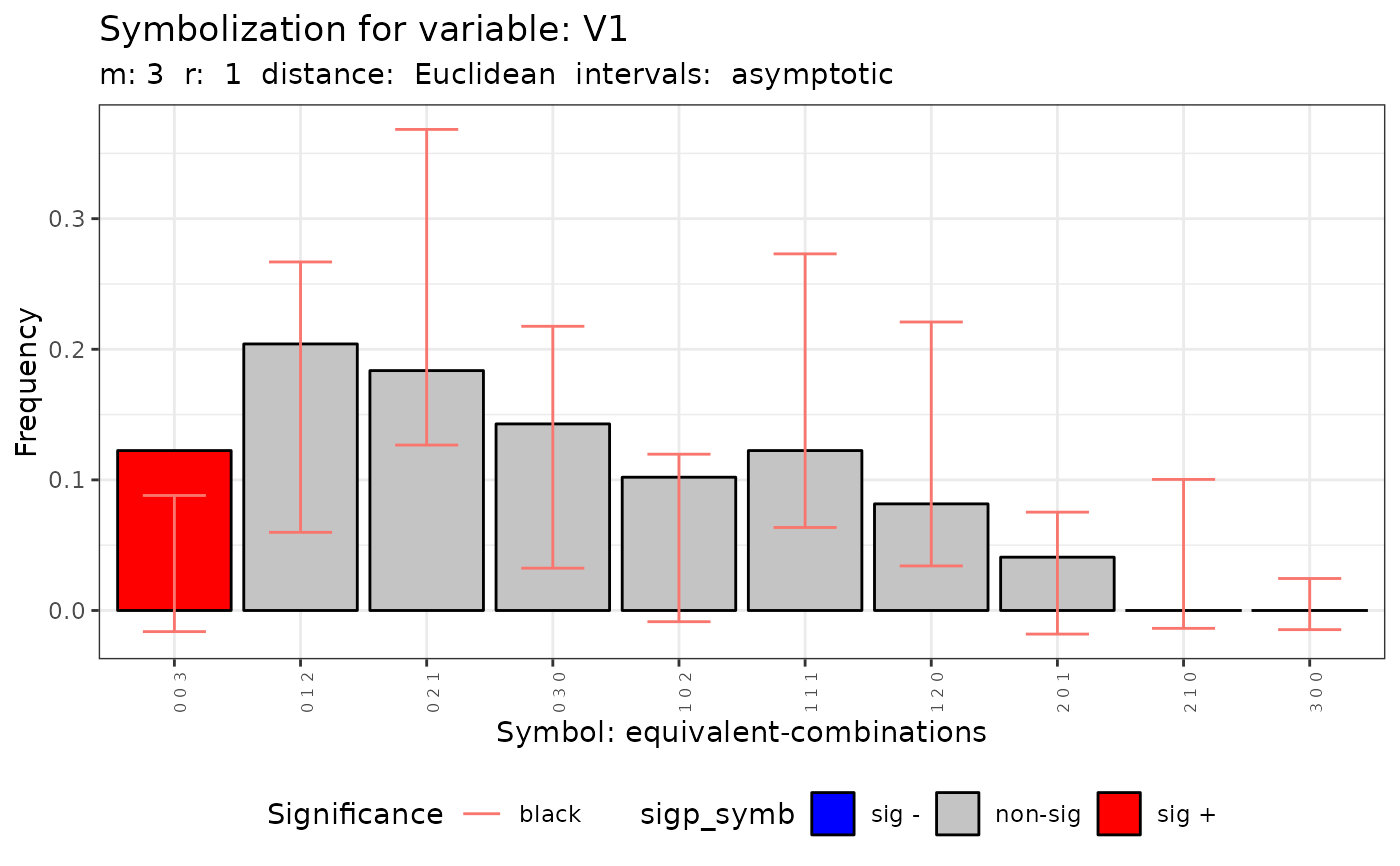 Symbolization for variable: V1
m: 3 r: 1 distance: Euclidean intervals: asymptotic
Frequency
0.3
0.2
0.1
0.0
0 0 3
0 1 2
0 2 1
0 3 0
1 0 2
1 1 1
1 2 0
2 0 1
2 1 0
3 0 0
Symbol: equivalent-combinations
Significance black sigp_symb sig - non-sig sig +